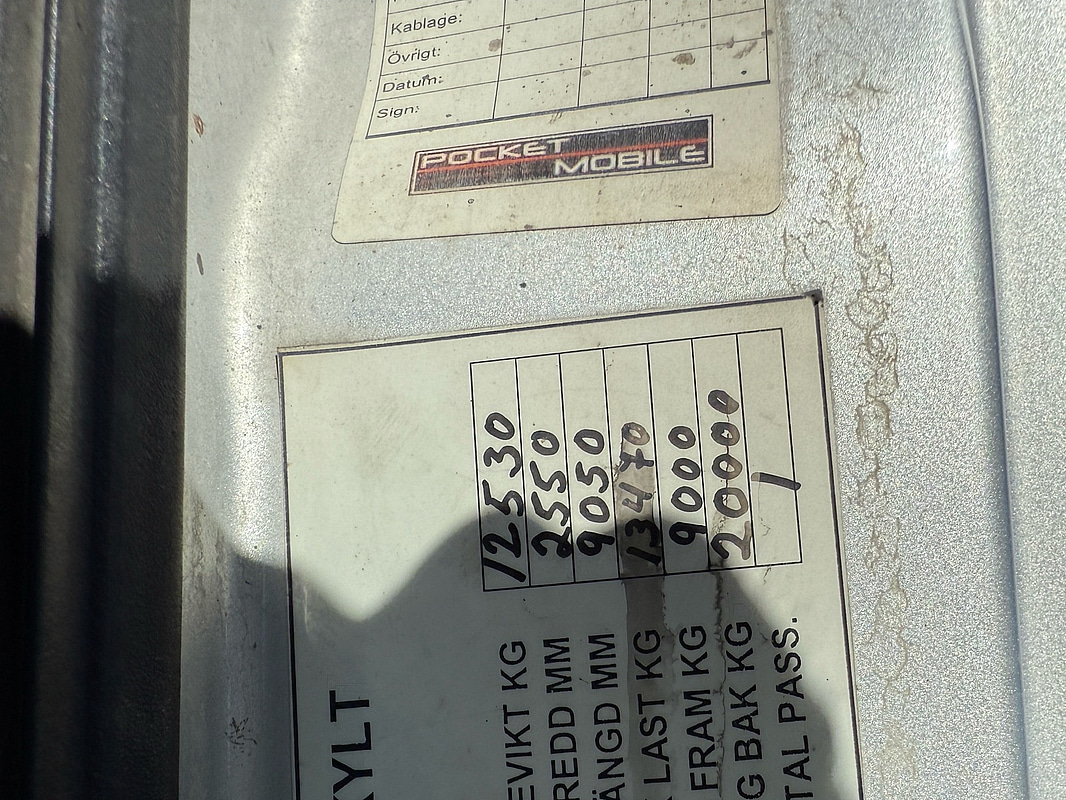 Kablage:
Övrigt:
Datum:
Sign:
POCKET
MOBILE
KYLT
EVIKT KG 12530
REDD MM 2550
ÄNGD MM 9050
LAST KG 13470
FRAM KG 9000
G BAK KG 20000
TAL PASS. 1